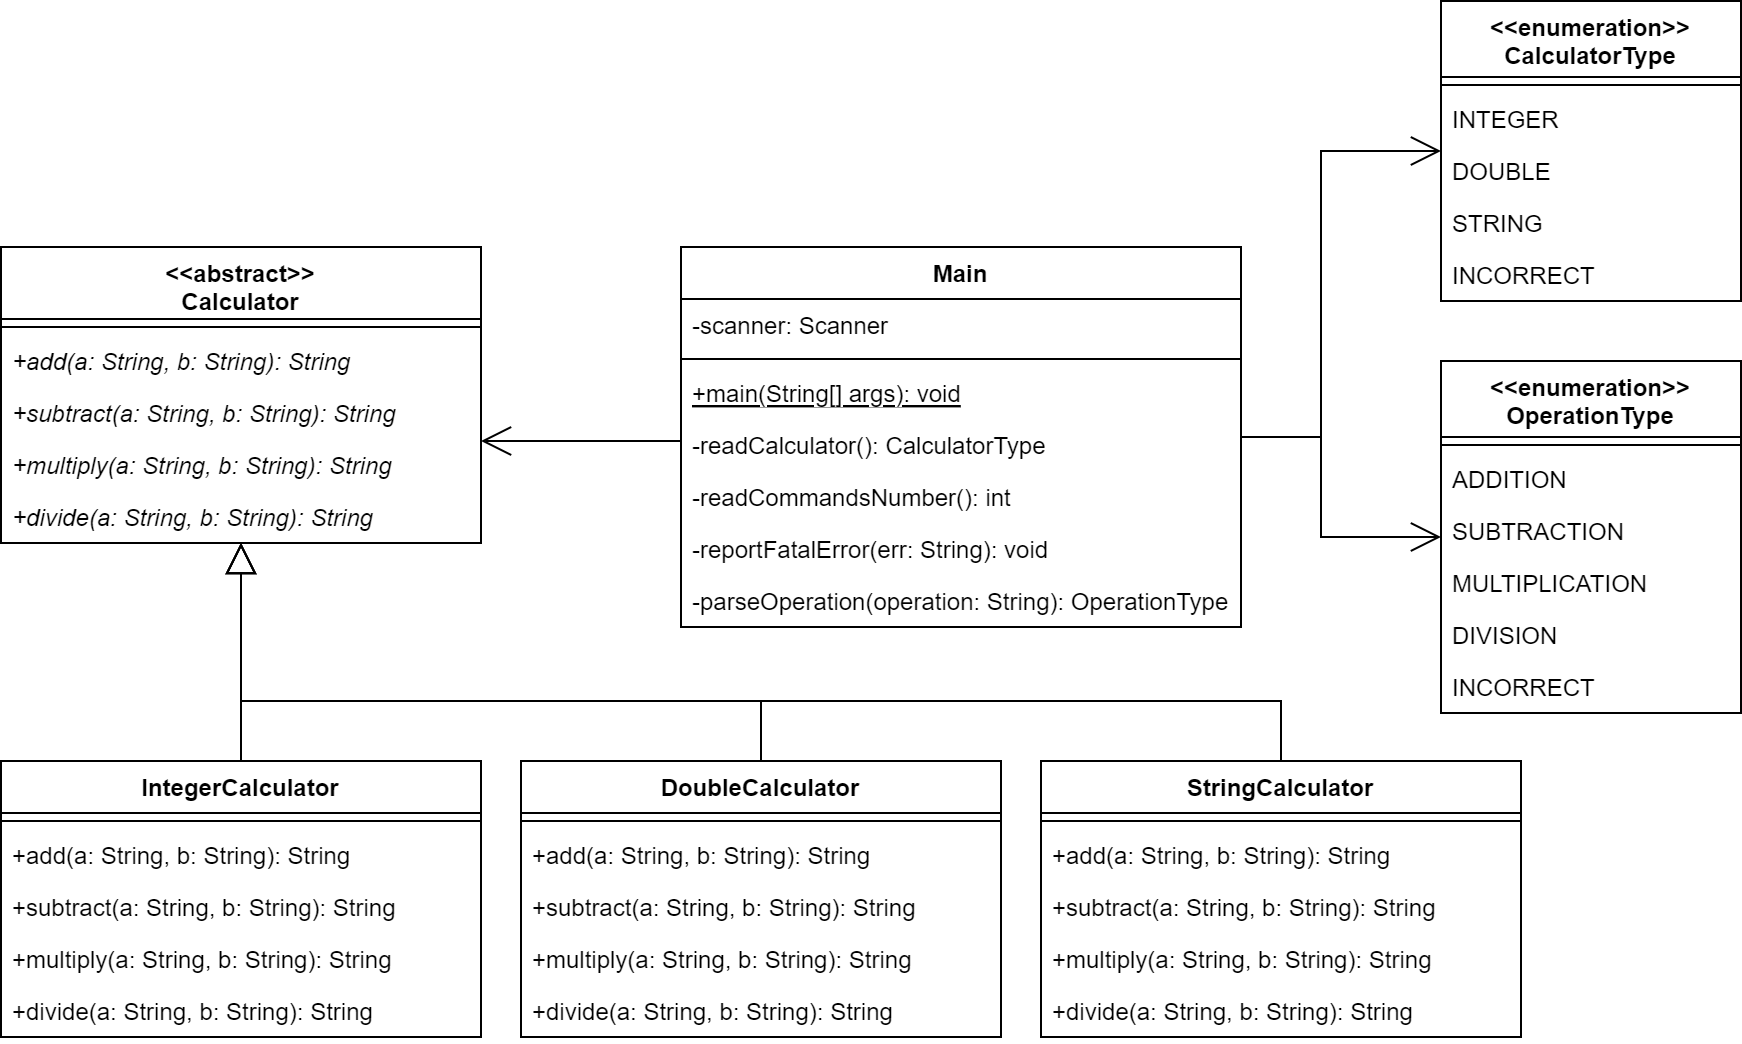 <<enumeration>>
CalculatorType
INTEGER
DOUBLE
STRING
INCORRECT
<<abstract>>
Calculator
+add(a: String, b: String): String
+subtract(a: String, b: String): String
+multiply(a: String, b: String): String
+divide(a: String, b: String): String
Main
-scanner: Scanner
+main(String[] args): void
-readCalculator(): CalculatorType
-readCommandsNumber(): int
-reportFatalError(err: String): void
-parseOperation(operation: String): OperationType
<<enumeration>>
OperationType
ADDITION
SUBTRACTION
MULTIPLICATION
DIVISION
INCORRECT
IntegerCalculator
+add(a: String, b: String): String
+subtract(a: String, b: String): String
+multiply(a: String, b: String): String
+divide(a: String, b: String): String
DoubleCalculator
+add(a: String, b: String): String
+subtract(a: String, b: String): String
+multiply(a: String, b: String): String
+divide(a: String, b: String): String
StringCalculator
+add(a: String, b: String): String
+subtract(a: String, b: String): String
+multiply(a: String, b: String): String
+divide(a: String, b: String): String